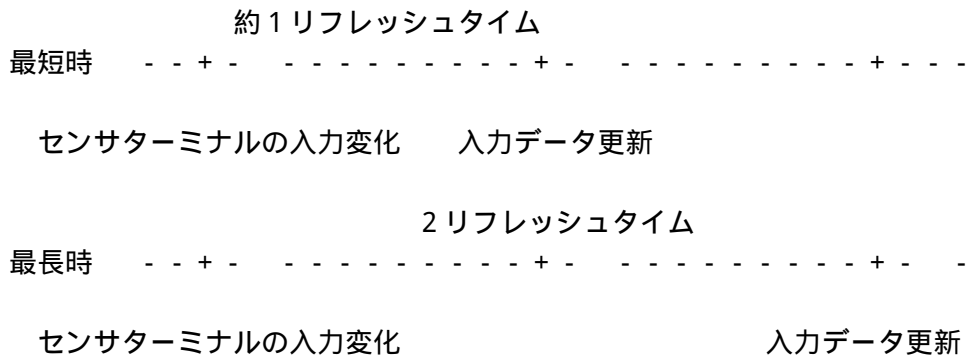 約１リフレッシュタイム
最短時 - - + - - - - - - - - - - + - - - - - - - - - - + - - -
センサターミナルの入力変化 入力データ更新
２リフレッシュタイム
最長時 - - + - - - - - - - - - - + - - - - - - - - - - + - -
センサターミナルの入力変化 入力データ更新